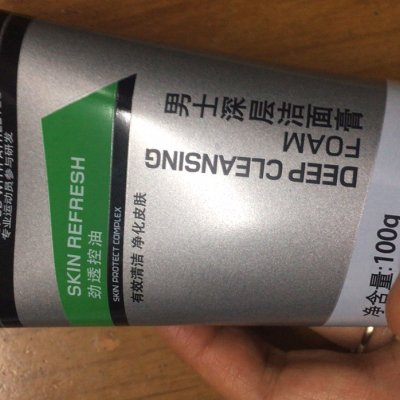 专业运动员参与研发
SKIN REFRESH
劲透控油
SKIN PROTECT COMPLEX
有效清洁 净化皮肤
DEEP CLEANSING
FOAM
男士深层洁面膏
净含量:100g